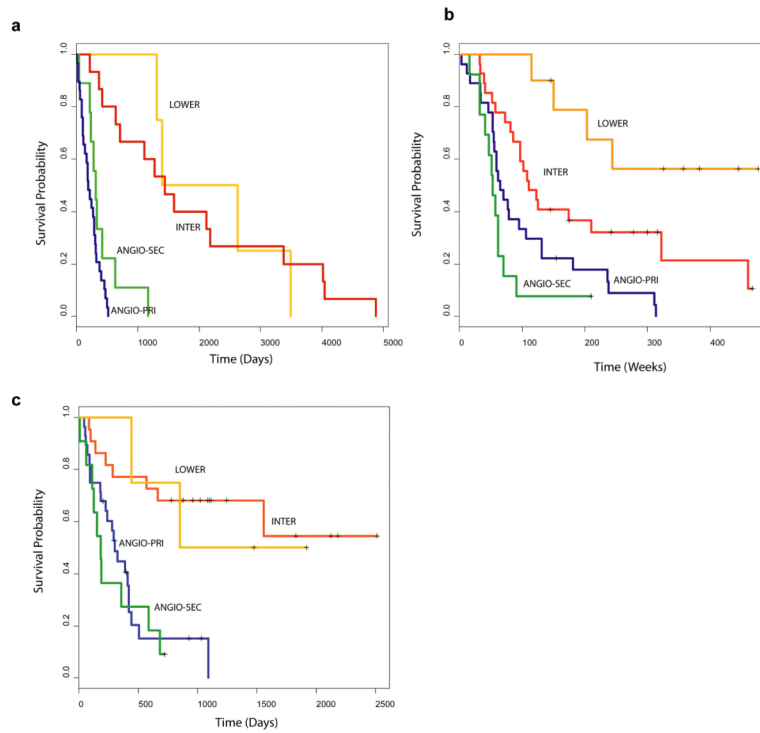 a
1.0
0.8
0.6
0.4
0.2
0.0
Survival Probability
LOWER
INTER
ANGIO-SEC
ANGIO-PRI
0 1000 2000 3000 4000 5000
Time (Days)
b
1.0
0.8
0.6
0.4
0.2
0.0
Survival Probability
LOWER
INTER
ANGIO-PRI
ANGIO-SEC
0 100 200 300 400
Time (Weeks)
c
1.0
0.8
0.6
0.4
0.2
0.0
Survival Probability
LOWER
INTER
ANGIO-PRI
ANGIO-SEC
0 500 1000 1500 2000 2500
Time (Days)